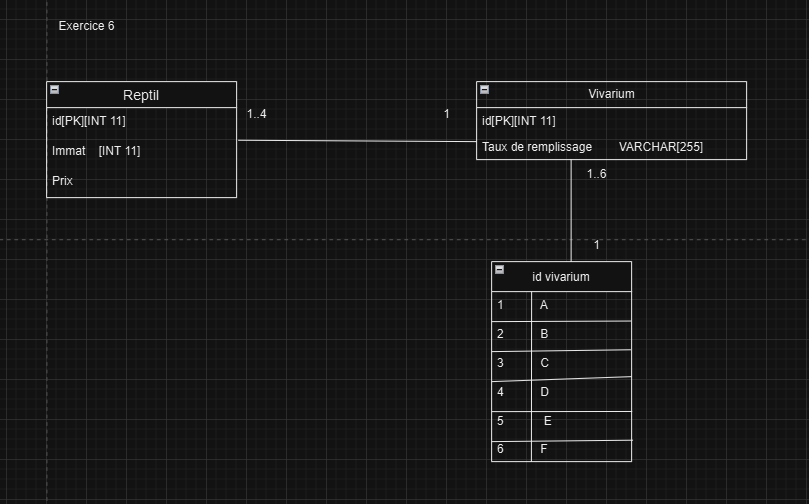 Exercice 6
Reptil
id[PK][INT 11]
Immat [INT 11]
Prix
1..4
1
Vivarium
id[PK][INT 11]
Taux de remplissage VARCHAR[255]
1..6
1
id vivarium
1 A
2 B
3 C
4 D
5 E
6 F